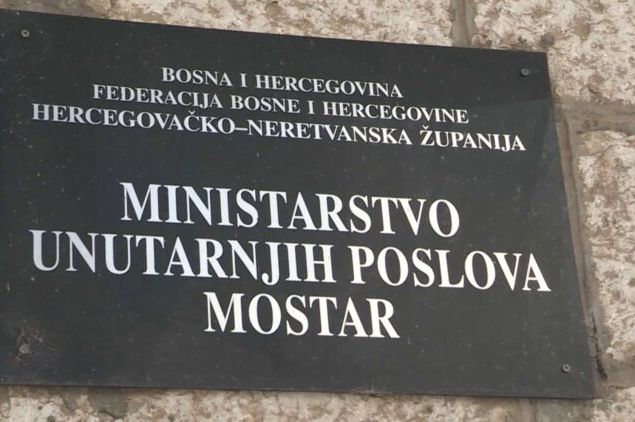 BOSNA I HERCEGOVINA
FEDERACIJA BOSNE I HERCEGOVINE
HERCEGOVAČKO–NERETVANSKA ŽUPANIJA
MINISTARSTVO
UNUTARNJIH POSLOVA
MOSTAR